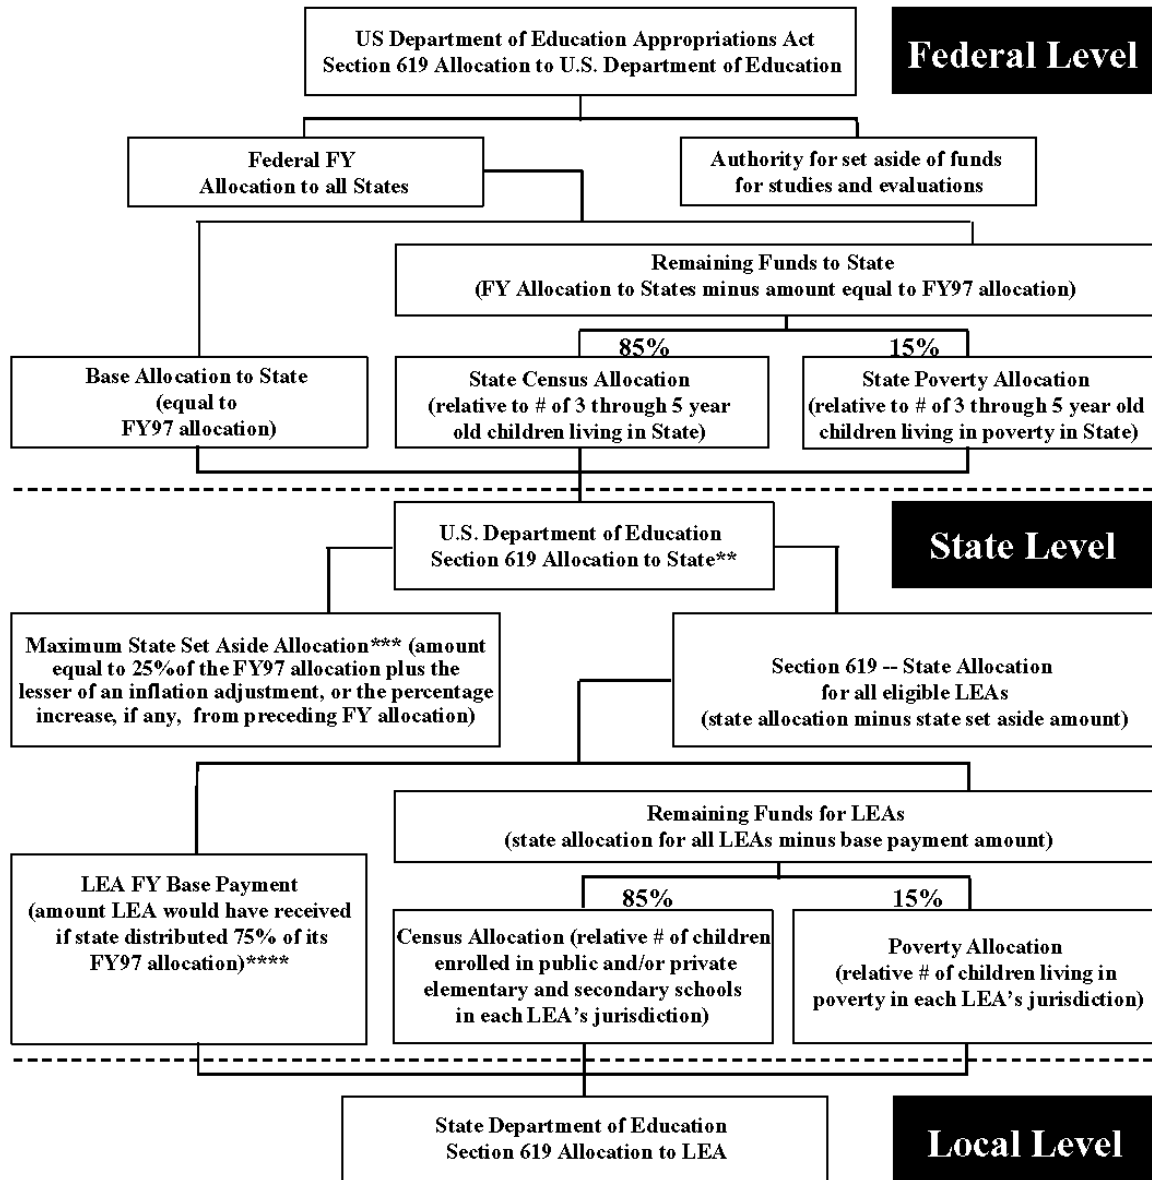 US Department of Education Appropriations Act
Section 619 Allocation to U.S. Department of Education
Federal Level
Federal FY
Allocation to all States
Authority for set aside of funds
for studies and evaluations
Remaining Funds to State
(FY Allocation to States minus amount equal to FY97 allocation)
85%
15%
Base Allocation to State
(equal to
FY97 allocation)
State Census Allocation
(relative to # of 3 through 5 year
old children living in State)
State Poverty Allocation
(relative to # of 3 through 5 year old
children living in poverty in State)
U.S. Department of Education
Section 619 Allocation to State**
State Level
Maximum State Set Aside Allocation*** (amount
equal to 25%of the FY97 allocation plus the
lesser of an inflation adjustment, or the percentage
increase, if any, from preceding FY allocation)
Section 619 -- State Allocation
for all eligible LEAs
(state allocation minus state set aside amount)
Remaining Funds for LEAs
(state allocation for all LEAs minus base payment amount)
LEA FY Base Payment
(amount LEA would have received
if state distributed 75% of its
FY97 allocation)****
85%
15%
Census Allocation (relative # of children
enrolled in public and/or private
elementary and secondary schools
in each LEA's jurisdiction)
Poverty Allocation
(relative # of children living in
poverty in each LEA's jurisdiction)
State Department of Education
Section 619 Allocation to LEA
Local Level